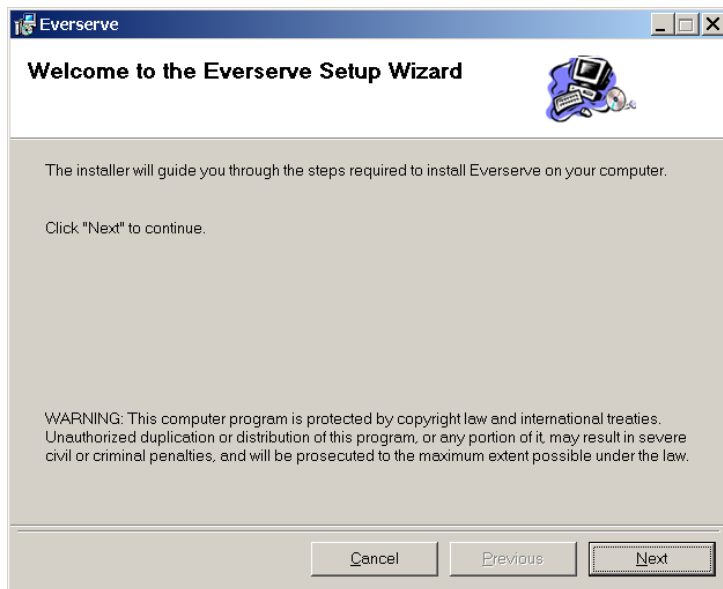 Everserve
Welcome to the Everserve Setup Wizard
The installer will guide you through the steps required to install Everserve on your computer.
Click "Next" to continue.
WARNING: This computer program is protected by copyright law and international treaties.
Unauthorized duplication or distribution of this program, or any portion of it, may result in severe
civil or criminal penalties, and will be prosecuted to the maximum extent possible under the law.
Cancel Previous Next